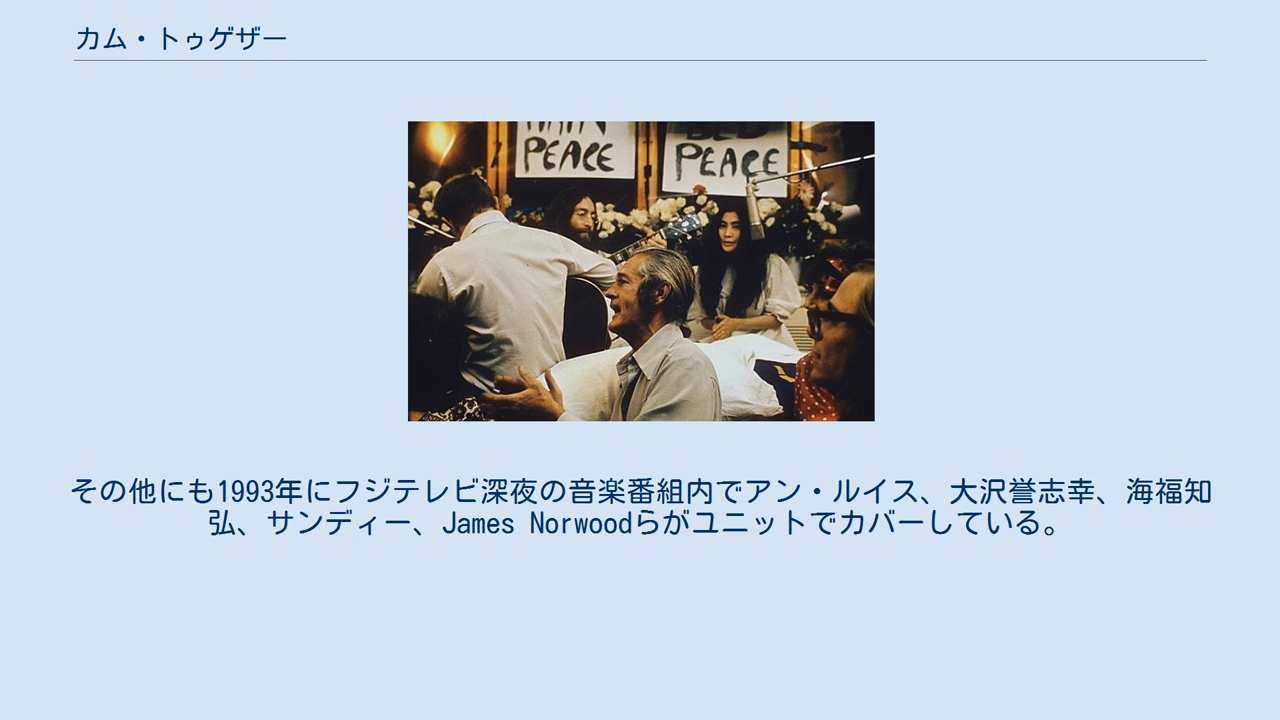 カム・トゥゲザー
PEACE
PEACE
その他にも1993年にフジテレビ深夜の音楽番組内でアン・ルイス、大沢誉志幸、海福知
弘、サンディー、James Norwoodらがユニットでカバーしている。